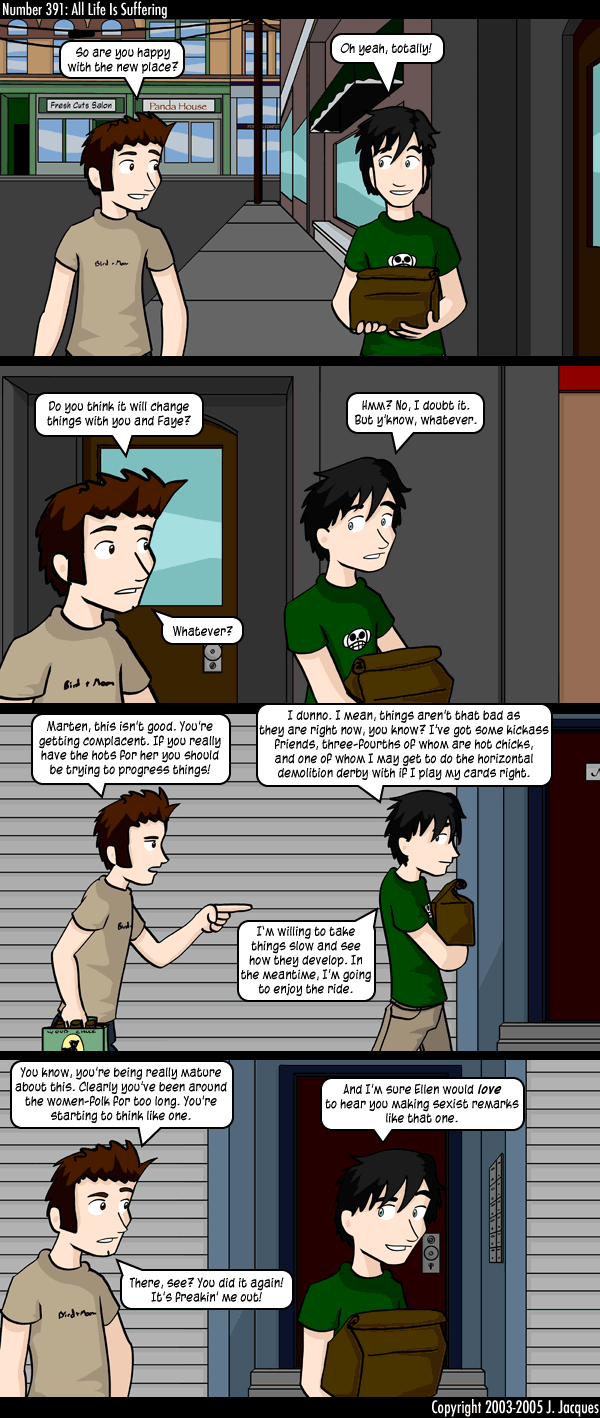 Number 391: All Life Is Suffering
So are you happy
with the new place?
Oh yeah, totally!
Fresh Cuts Salon
Panda House
Bird + Moon
Do you think it will change
things with you and Faye?
Hmm? No, I doubt it.
But y'know, whatever.
Whatever?
Bird + Moon
Marten, this isn't good. You're
getting complacent. If you really
have the hots for her you should
be trying to progress things!
I dunno. I mean, things aren't that bad as
they are right now, you know? I've got some kickass
friends, three-fourths of whom are hot chicks,
and one of whom I may get to do the horizontal
demolition derby with if I play my cards right.
Bird
I'm willing to take
things slow and see
how they develop. In
the meantime, I'm going
to enjoy the ride.
You know, you're being really mature
about this. Clearly you've been around
the women-folk for too long. You're
starting to think like one.
And I'm sure Ellen would love
to hear you making sexist remarks
like that one.
There, see? You did it again!
It's freakin' me out!
Bird + Moon
Copyright 2003-2005 J. Jacques